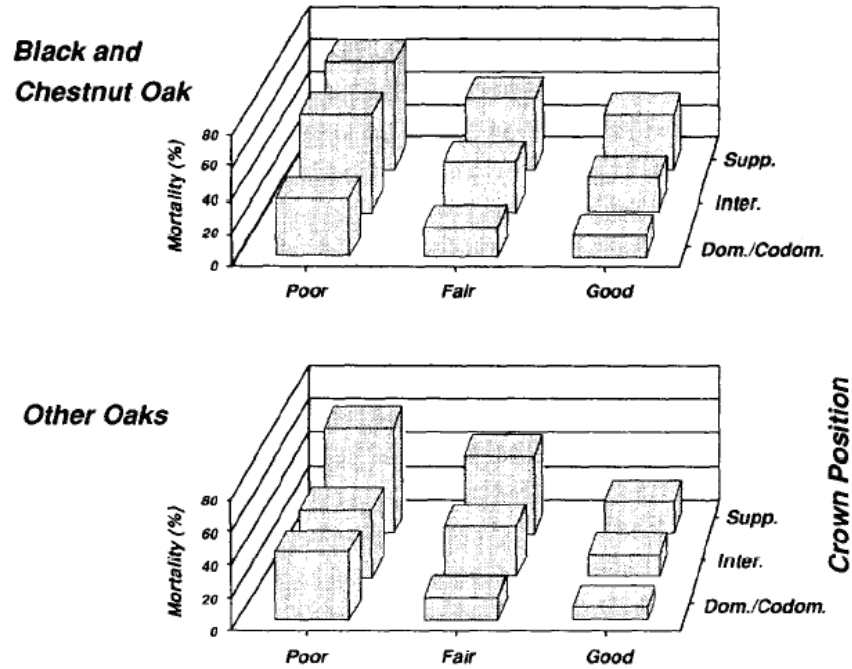 Black and
Chestnut Oak
Mortality (%)
80
60
40
20
0
Supp.
Inter.
Dom./Codom.
Poor Fair Good
Other Oaks
Mortality (%)
80
60
40
20
0
Supp.
Inter.
Dom./Codom.
Poor Fair Good
Crown Position